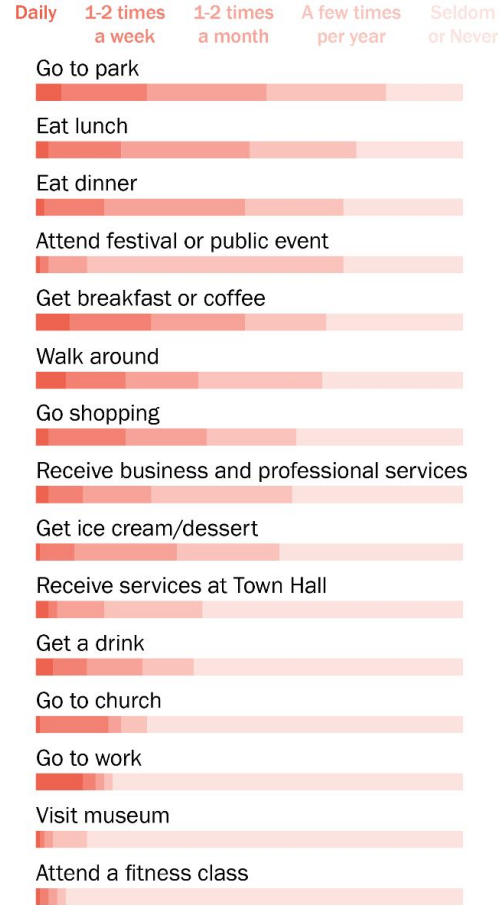 Daily 1-2 times a week 1-2 times a month A few times per year Seldom or Never
Go to park
Eat lunch
Eat dinner
Attend festival or public event
Get breakfast or coffee
Walk around
Go shopping
Receive business and professional services
Get ice cream/dessert
Receive services at Town Hall
Get a drink
Go to church
Go to work
Visit museum
Attend a fitness class